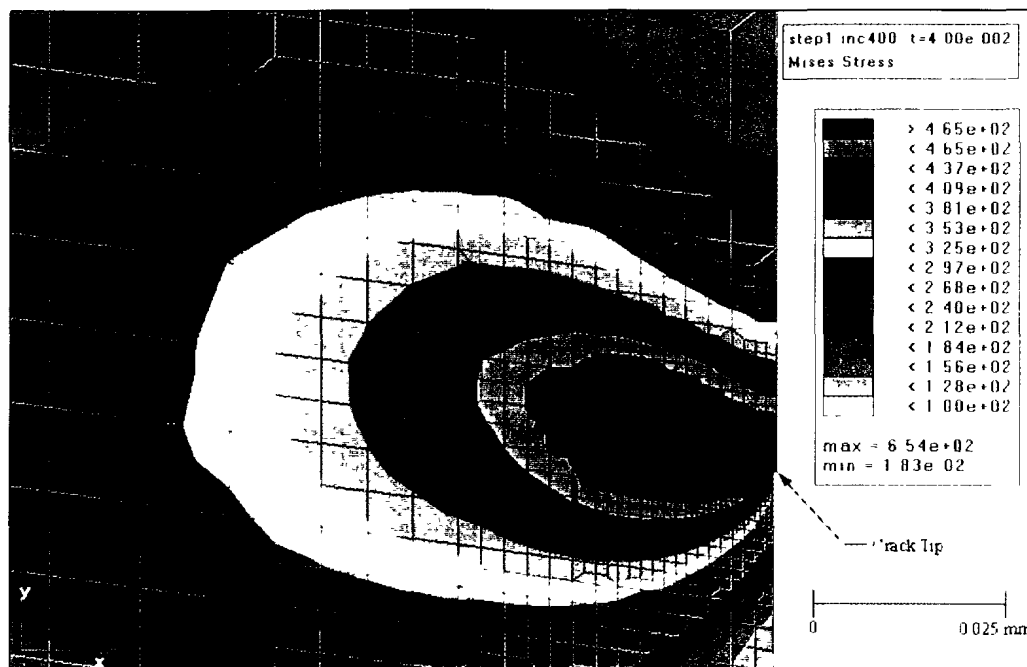 step1 inc400 t=4 00e 002
Mises Stress
> 4 65e+02
< 4 65e+02
< 4 37e+02
< 4 09e+02
< 3 81e+02
< 3 53e+02
< 3 25e+02
< 2 97e+02
< 2 68e+02
< 2 40e+02
< 2 12e+02
< 1 84e+02
< 1 56e+02
< 1 28e+02
< 1 00e+02
max = 6 54e+02
min = 1 83e 02
Crack Tip
0 0 025 mm
y
x